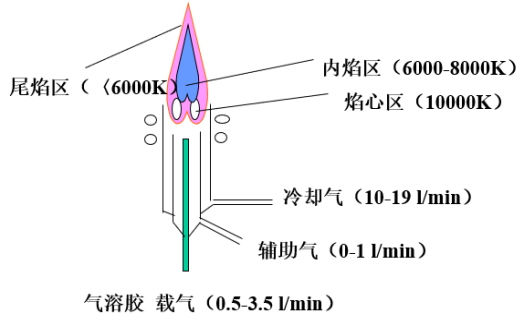 尾焰区（〈6000K）
内焰区（6000-8000K）
焰心区（10000K）
冷却气（10-19 l/min）
辅助气（0-1 l/min）
气溶胶 载气（0.5-3.5 l/min）